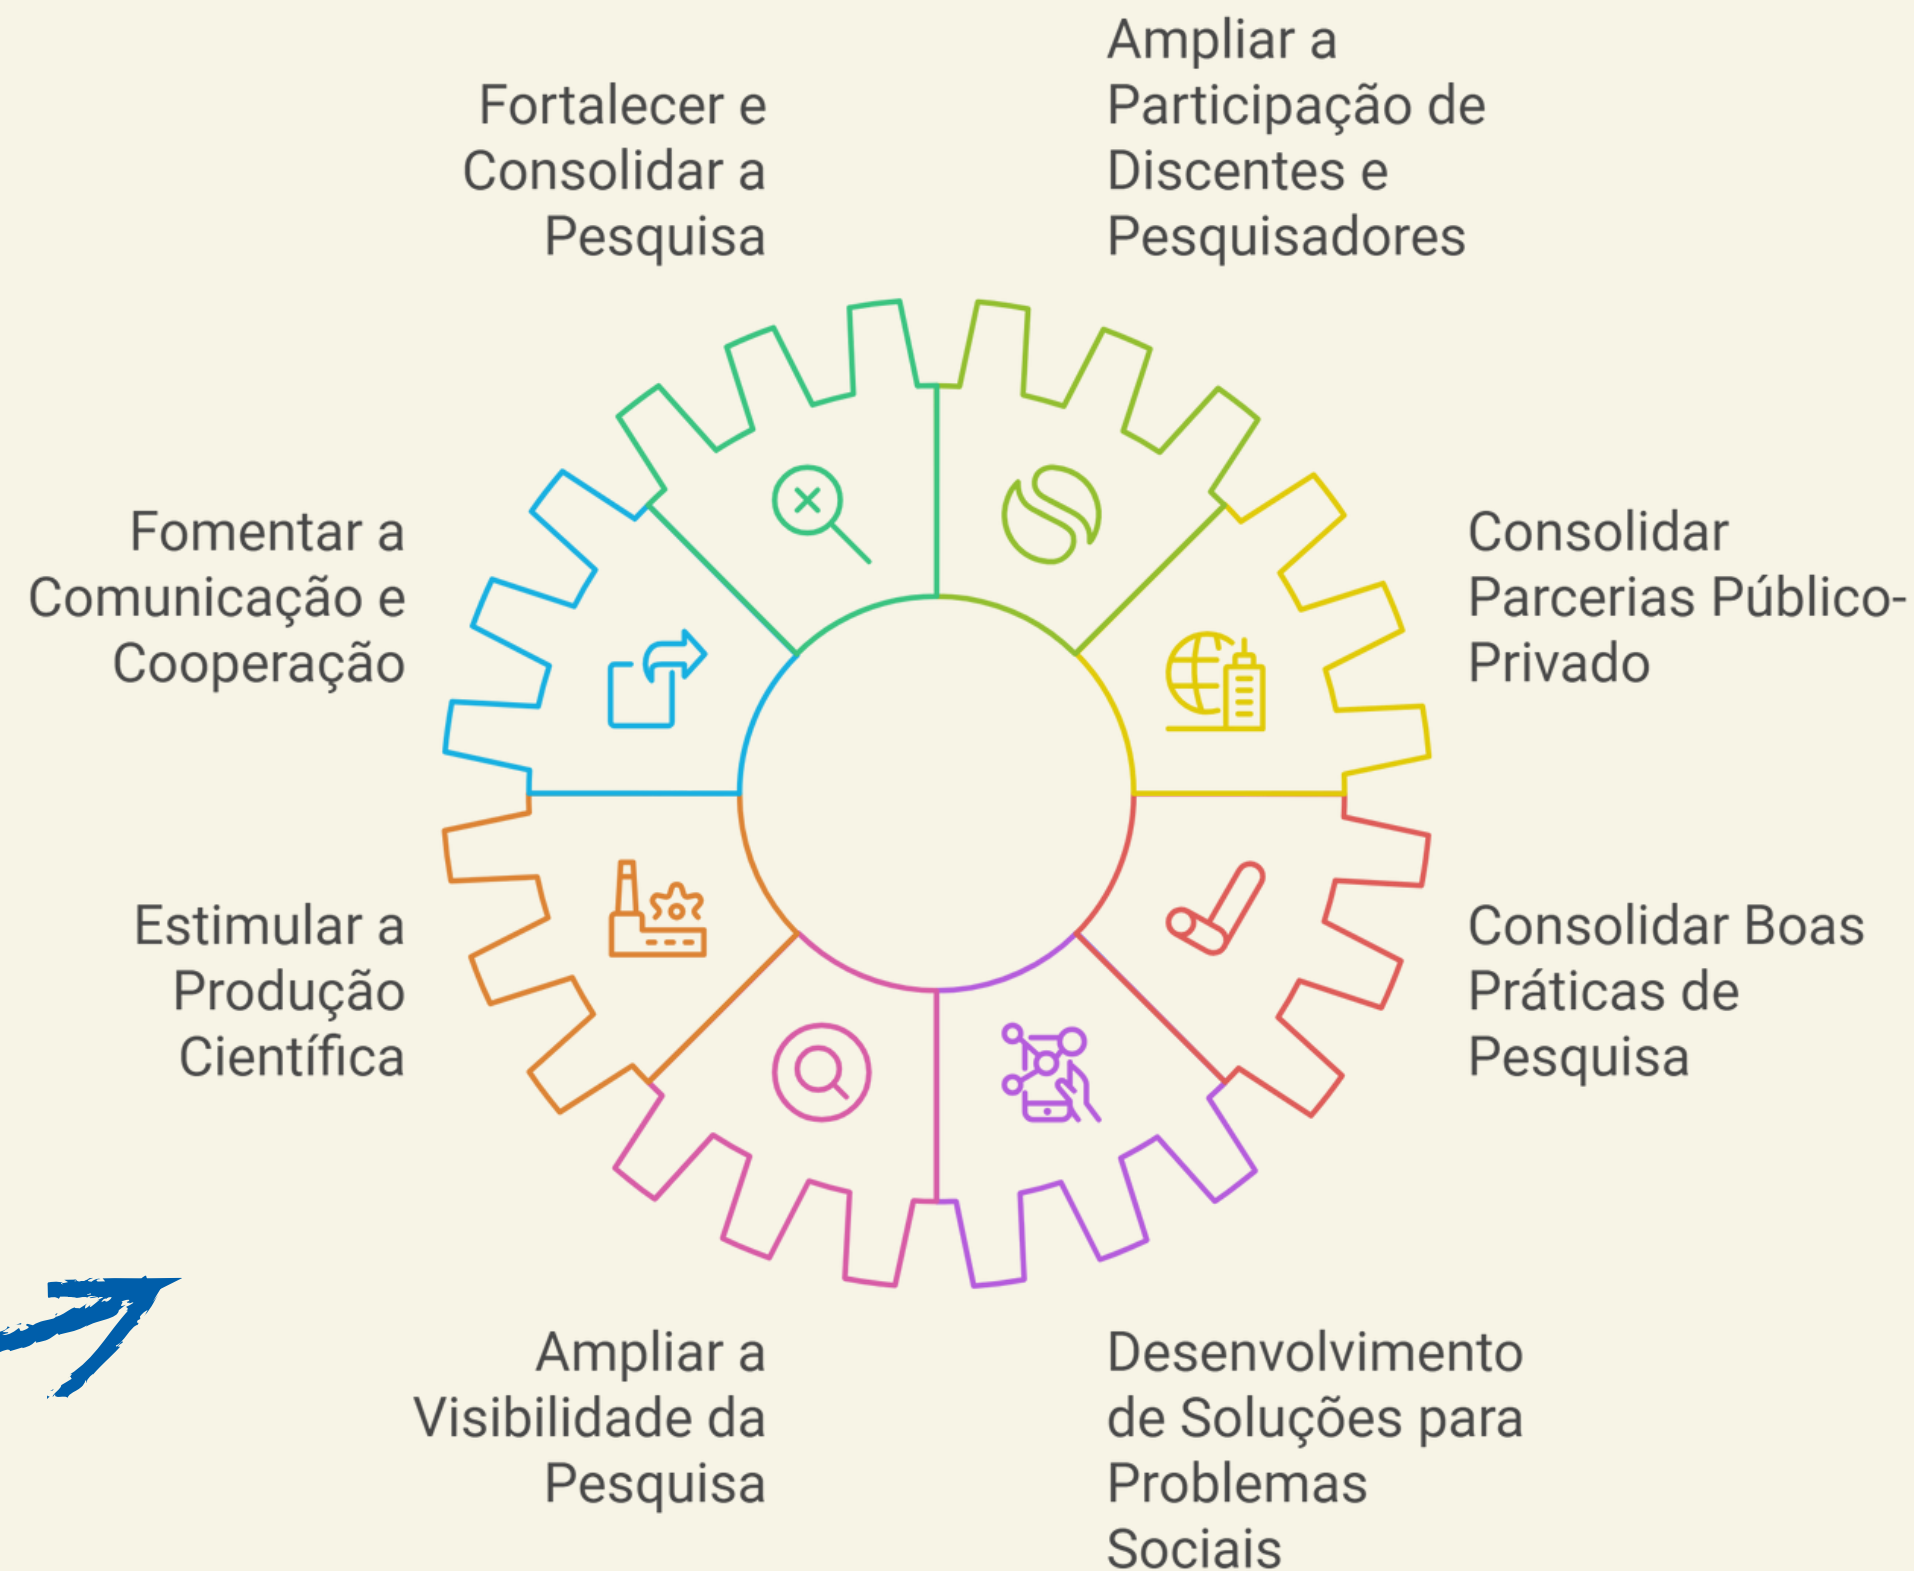 Fortalecer e
Consolidar a
Pesquisa
Ampliar a
Participação de
Discentes e
Pesquisadores
Fomentar a
Comunicação e
Cooperação
Consolidar
Parcerias Público-
Privado
Estimular a
Produção
Científica
Consolidar Boas
Práticas de
Pesquisa
Ampliar a
Visibilidade da
Pesquisa
Desenvolvimento
de Soluções para
Problemas
Sociais